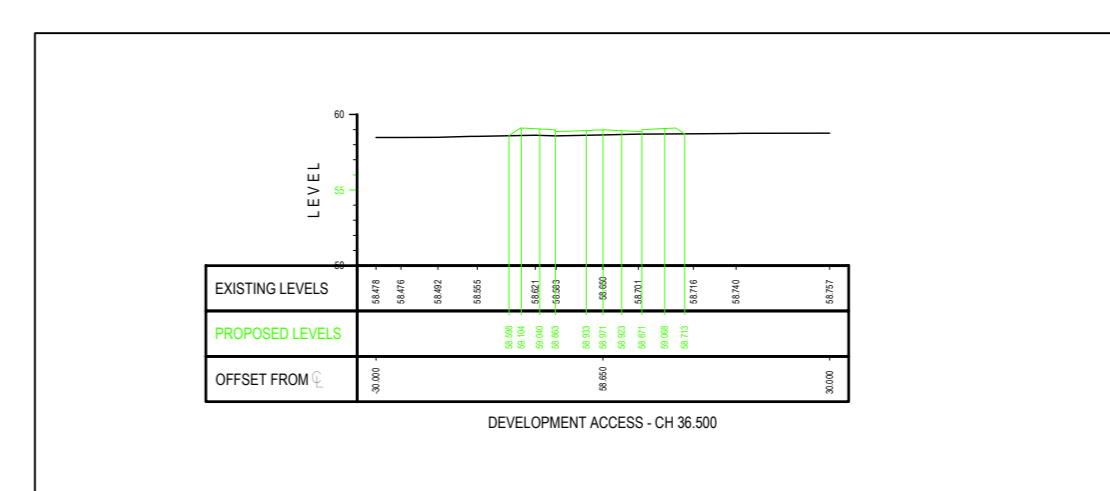 60
LEVEL
55
50
EXISTING LEVELS 58.478 58.476 58.492 58.555 58.621 58.583 58.650 58.701 58.716 58.740 58.757
PROPOSED LEVELS 58.598 59.104 59.040 58.863 58.933 58.971 58.923 58.871 59.068 58.713
OFFSET FROM ℄ -30.000 58.650 30.000
DEVELOPMENT ACCESS - CH 36.500